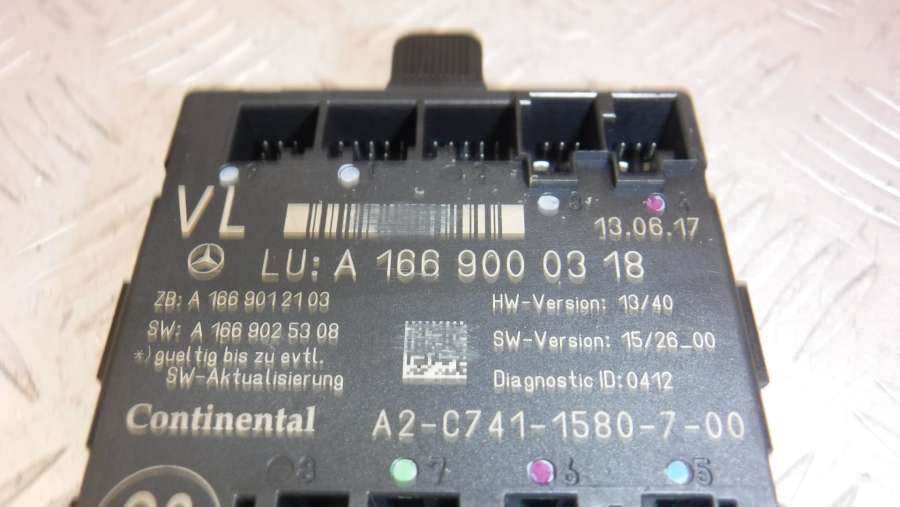 VL
13.06.17
LU: A 166 900 03 18
ZB: A 166 901 21 03
HW-Version: 13/40
SW: A 166 902 53 08
SW-Version: 15/26_00
*)gueltig bis zu evtl.
SW-Aktualisierung
Diagnostic ID:0412
Continental
A2-C741-1580-7-00
8 7 6 5